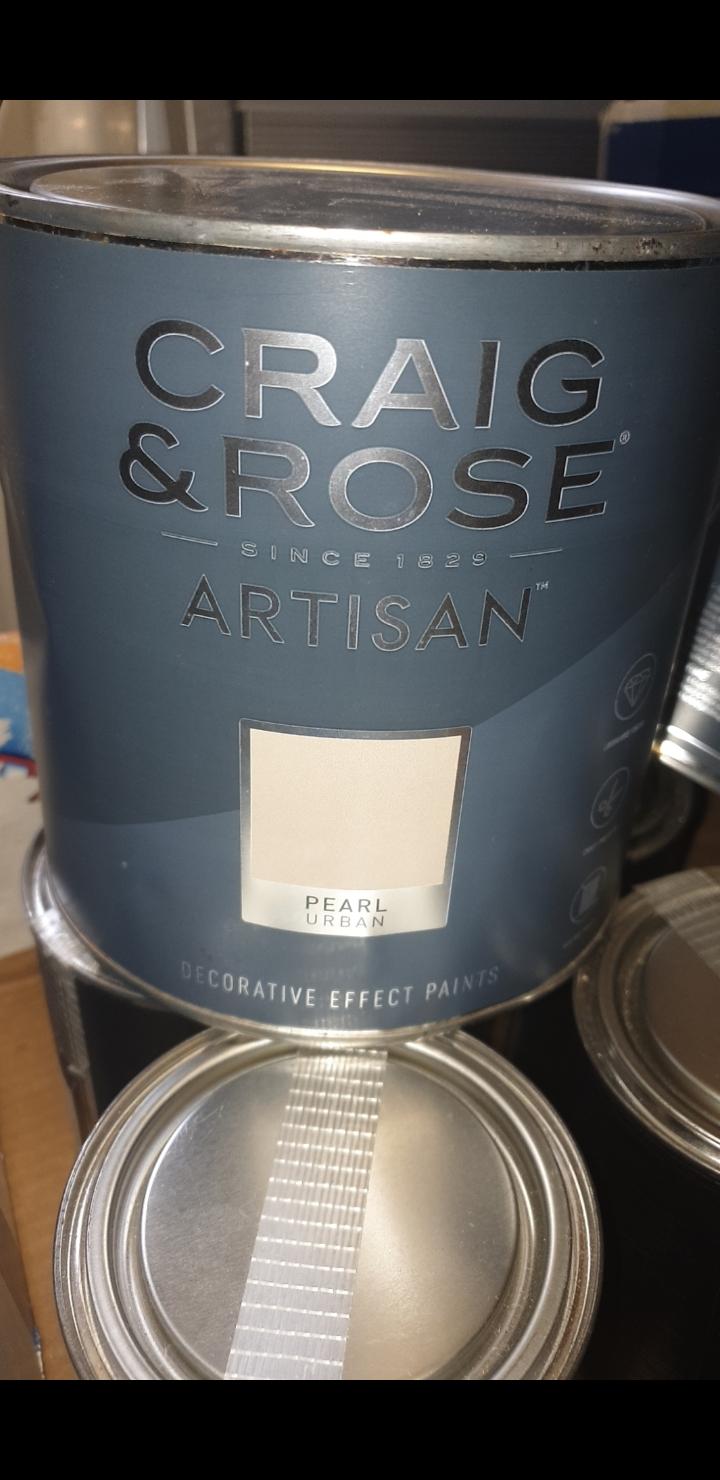 CRAIG
&ROSE®
SINCE 1829
ARTISAN™
PEARL
URBAN
DECORATIVE EFFECT PAINTS